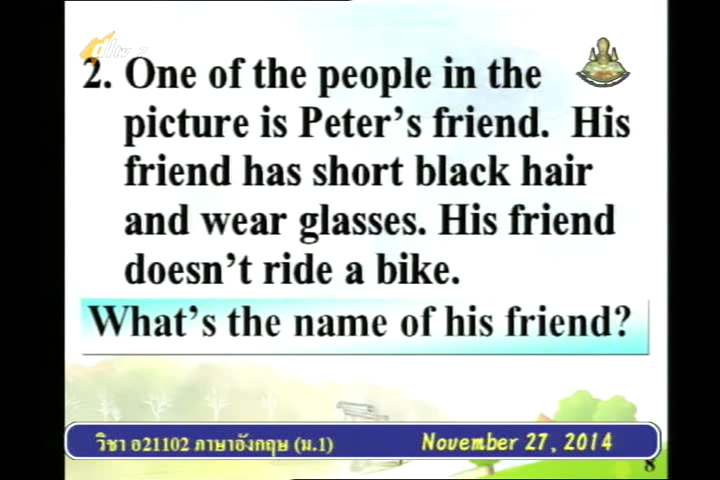 dltv 7
2. One of the people in the
picture is Peter's friend. His
friend has short black hair
and wear glasses. His friend
doesn't ride a bike.
What's the name of his friend?
วิชา อ21102 ภาษาอังกฤษ (ม.1) November 27, 2014
8